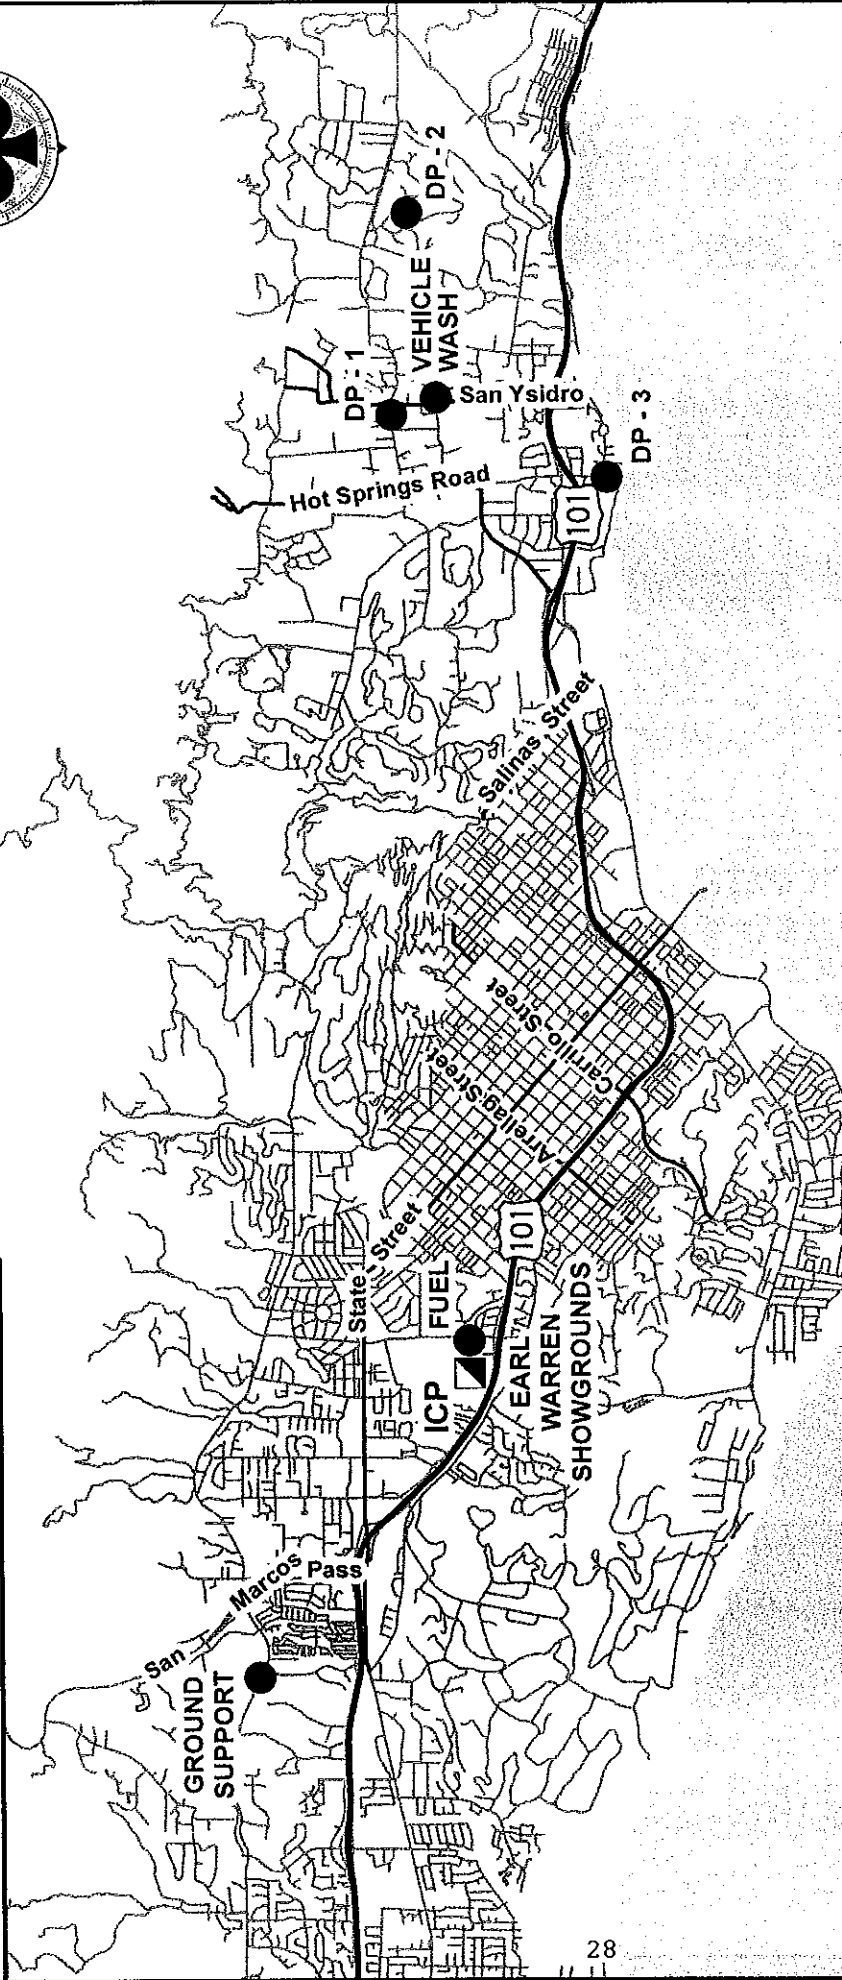 DP - 2
VEHICLE
WASH
DP - 1
San Ysidro
DP - 3
Hot Springs Road
101
Salinas Street
Carrillo Street
Arrellag Street
State Street
101
FUEL
ICP
EARL
WARREN
SHOWGROUNDS
San Marcos Pass
GROUND
SUPPORT
28